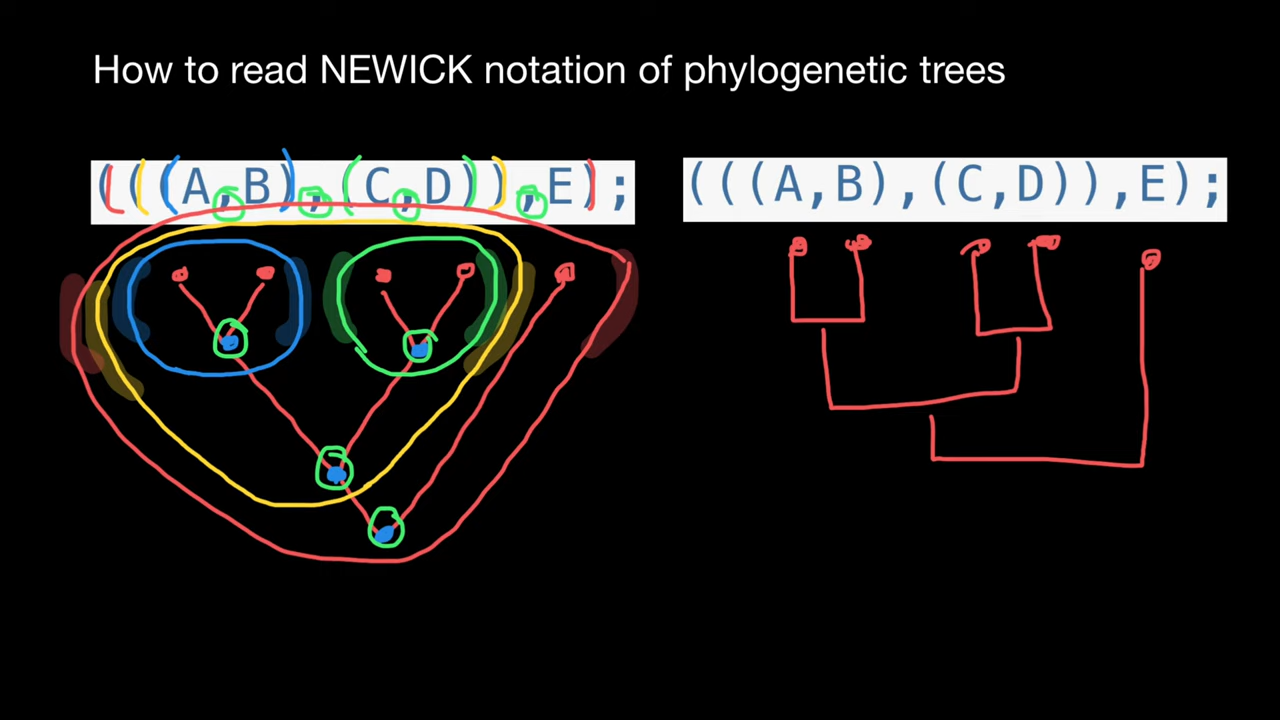 How to read NEWICK notation of phylogenetic trees
(((A,B),(C,D)),E);
(((A,B),(C,D)),E);